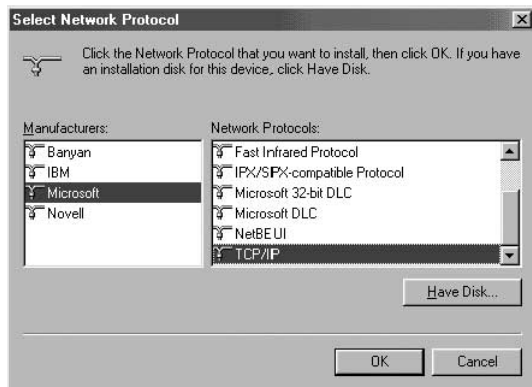 Select Network Protocol
Click the Network Protocol that you want to install, then click OK. If you have
an installation disk for this device, click Have Disk.
Manufacturers:
Banyan
IBM
Microsoft
Novell
Network Protocols:
Fast Infrared Protocol
IPX/SPX-compatible Protocol
Microsoft 32-bit DLC
Microsoft DLC
NetBEUI
TCP/IP
Have Disk...
OK
Cancel